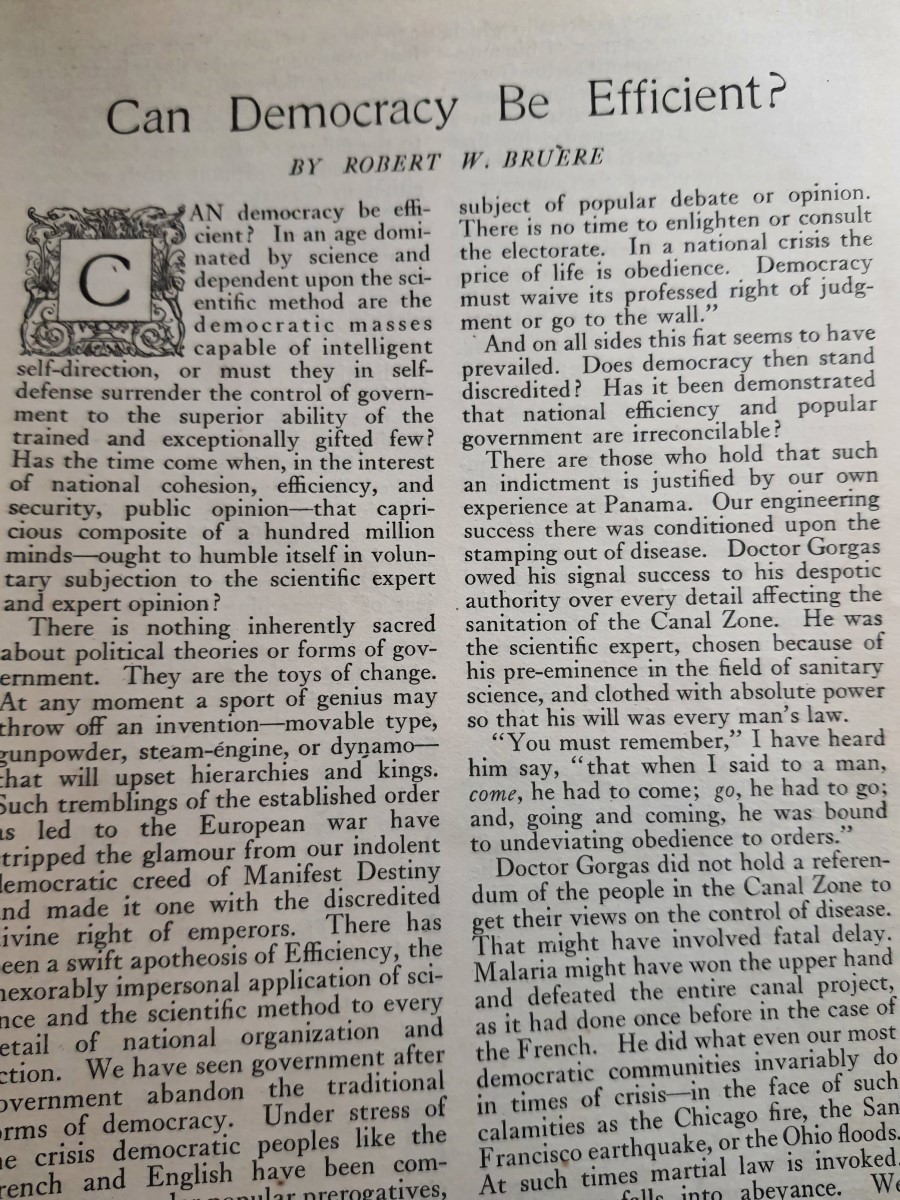 Can Democracy Be Efficient?
BY ROBERT W. BRUÈRE
CAN democracy be effi-
cient? In an age domi-
nated by science and
dependent upon the sci-
entific method are the
democratic masses
capable of intelligent
self-direction, or must they in self-
defense surrender the control of govern-
ment to the superior ability of the
trained and exceptionally gifted few?
Has the time come when, in the interest
of national cohesion, efficiency, and
security, public opinion—that capri-
cious composite of a hundred million
minds—ought to humble itself in volun-
tary subjection to the scientific expert
and expert opinion?
There is nothing inherently sacred
about political theories or forms of gov-
ernment. They are the toys of change.
At any moment a sport of genius may
throw off an invention—movable type,
gunpowder, steam-éngine, or dynamo—
that will upset hierarchies and kings.
Such tremblings of the established order
as led to the European war have
tripped the glamour from our indolent
democratic creed of Manifest Destiny
and made it one with the discredited
ivine right of emperors. There has
een a swift apotheosis of Efficiency, the
nexorably impersonal application of sci-
nce and the scientific method to every
etail of national organization and
ction. We have seen government after
overnment abandon the traditional
orms of democracy. Under stress of
e crisis democratic peoples like the
rench and English have been com-
popular prerogatives,
subject of popular debate or opinion.
There is no time to enlighten or consult
the electorate. In a national crisis the
price of life is obedience. Democracy
must waive its professed right of judg-
ment or go to the wall."
And on all sides this fiat seems to have
prevailed. Does democracy then stand
discredited? Has it been demonstrated
that national efficiency and popular
government are irreconcilable?
There are those who hold that such
an indictment is justified by our own
experience at Panama. Our engineering
success there was conditioned upon the
stamping out of disease. Doctor Gorgas
owed his signal success to his despotic
authority over every detail affecting the
sanitation of the Canal Zone. He was
the scientific expert, chosen because of
his pre-eminence in the field of sanitary
science, and clothed with absolute power
so that his will was every man's law.
"You must remember," I have heard
him say, "that when I said to a man,
come, he had to come; go, he had to go;
and, going and coming, he was bound
to undeviating obedience to orders."
Doctor Gorgas did not hold a referen-
dum of the people in the Canal Zone to
get their views on the control of disease.
That might have involved fatal delay.
Malaria might have won the upper hand
and defeated the entire canal project,
as it had done once before in the case of
the French. He did what even our most
democratic communities invariably do
in times of crisis—in the face of such
calamities as the Chicago fire, the San
Francisco earthquake, or the Ohio floods.
At such times martial law is invoked.
falls into abeyance. We